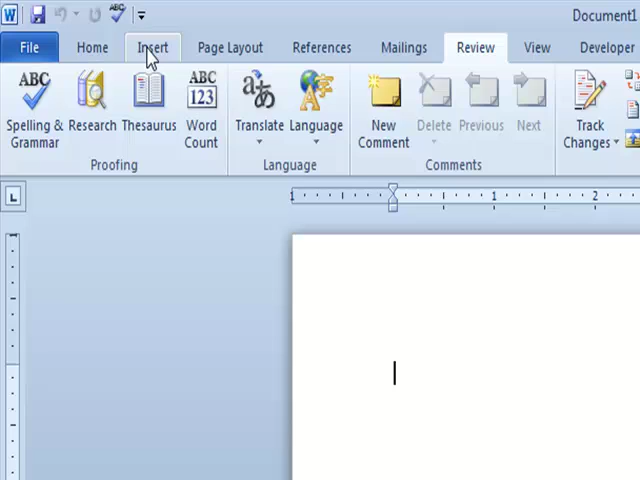 W
ABC
Document1
File Home Insert Page Layout References Mailings Review View Developer
ABC ABC 123
Spelling & Grammar Research Thesaurus Word Count Translate Language New Comment Delete Previous Next Track Changes
Proofing Language Comments
L
1 1 2